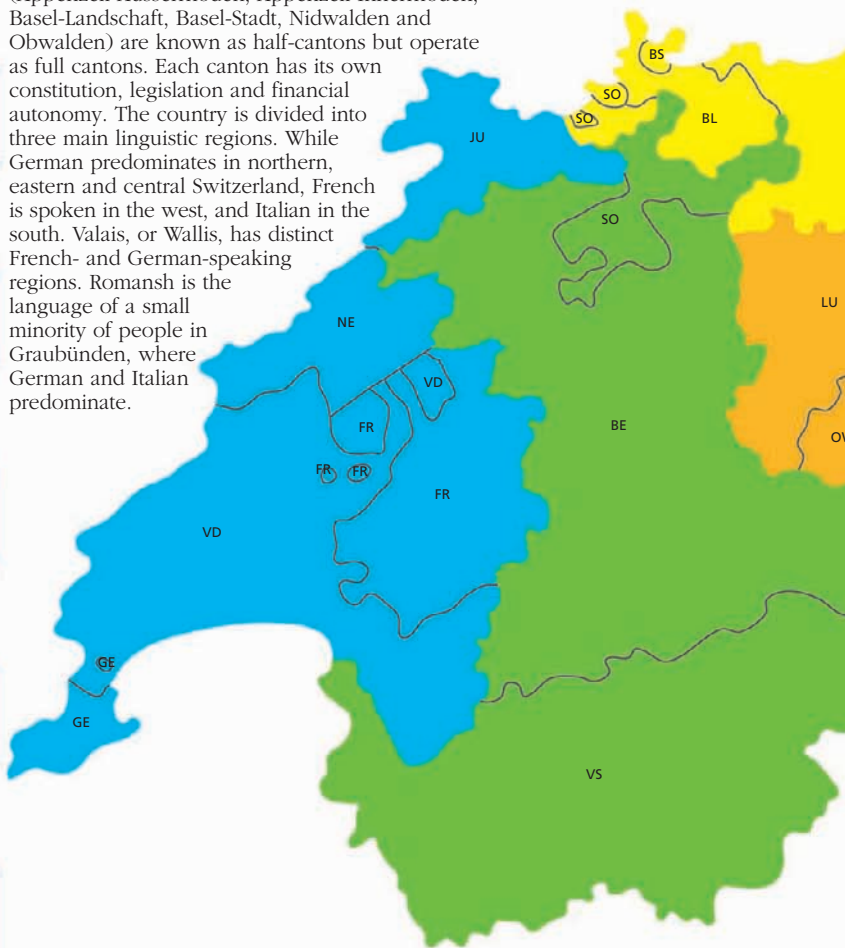 (Appenzell Ausserrhoden, Appenzell Innerrhoden,
Basel-Landschaft, Basel-Stadt, Nidwalden and
Obwalden) are known as half-cantons but operate
as full cantons. Each canton has its own
constitution, legislation and financial
autonomy. The country is divided into
three main linguistic regions. While
German predominates in northern,
eastern and central Switzerland, French
is spoken in the west, and Italian in the
south. Valais, or Wallis, has distinct
French- and German-speaking
regions. Romansh is the
language of a small
minority of people in
Graubünden, where
German and Italian
predominate.
BS
SO
SO
BL
JU
SO
LU
NE
VD
FR
BE
OW
FR
FR
FR
VD
GE
GE
VS